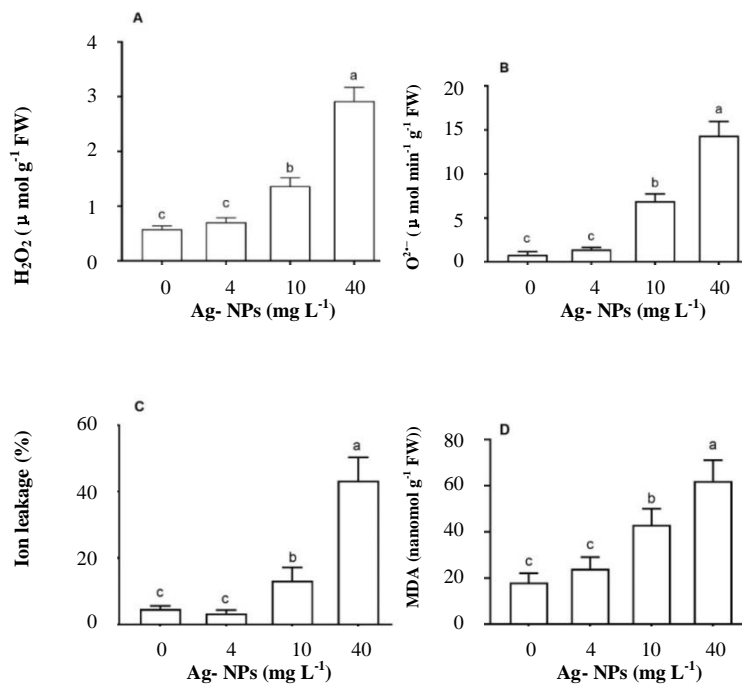 A
H₂O₂ ( μ mol g⁻¹ FW)
4
3
2
1
0
c
c
b
a
0 4 10 40
Ag- NPs (mg L⁻¹)
B
O²·⁻ ( μ mol min⁻¹ g⁻¹ FW)
20
15
10
5
0
c
c
b
a
0 4 10 40
Ag- NPs (mg L⁻¹)
C
Ion leakage (%)
60
40
20
0
c
c
b
a
0 4 10 40
Ag- NPs (mg L⁻¹)
D
MDA (nanomol g⁻¹ FW))
80
60
40
20
0
c
c
b
a
0 4 10 40
Ag- NPs (mg L⁻¹)